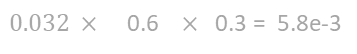 0.032 × 0.6 × 0.3 = 5.8e-3